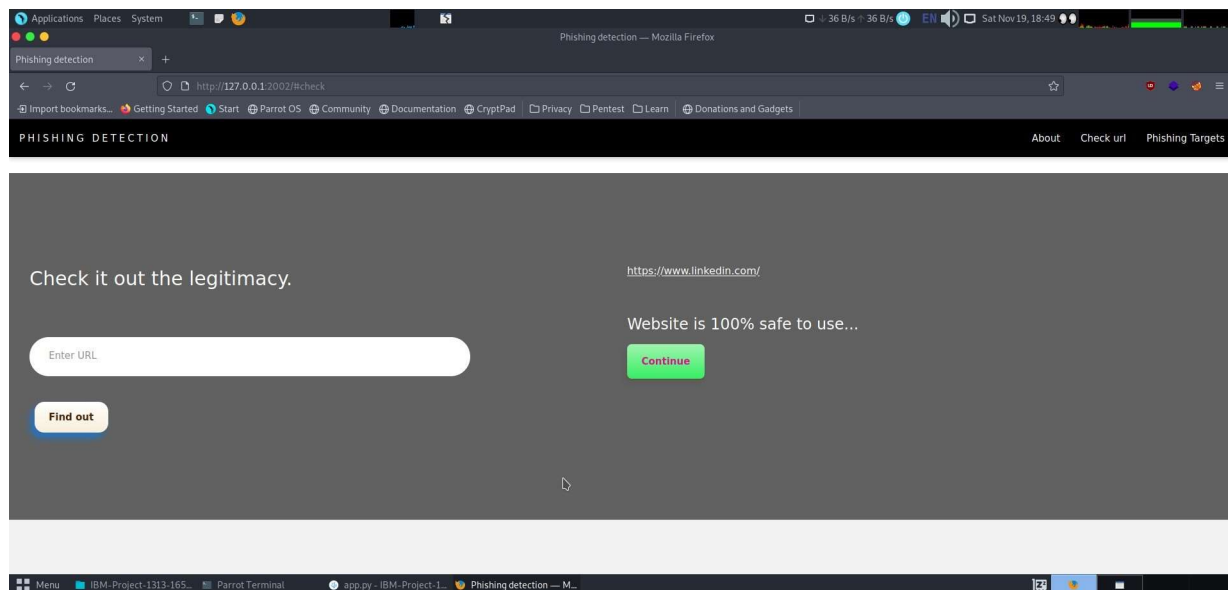 Applications Places System
36 B/s 36 B/s EN Sat Nov 19, 18:49
Phishing detection — Mozilla Firefox
Phishing detection × +
http://127.0.0.1:2002/#check
Import bookmarks... Getting Started Start Parrot OS Community Documentation CryptPad Privacy Pentest Learn Donations and Gadgets
PHISHING DETECTION
About Check url Phishing Targets
Check it out the legitimacy.
Enter URL
Find out
https://www.linkedin.com/
Website is 100% safe to use...
Continue
Menu IBM-Project-1313-165... Parrot Terminal app.py - IBM-Project-1... Phishing detection — M...